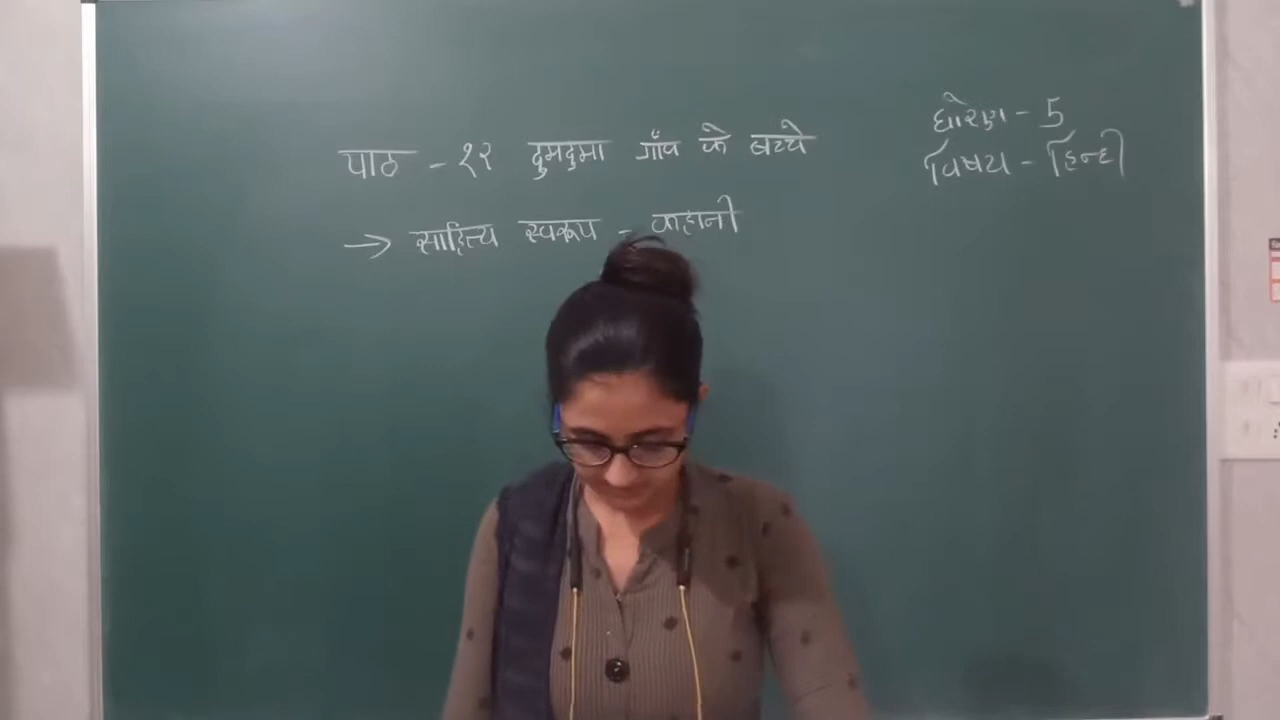 पाठ - १२ दुमदुमा गाँव के बच्चे
→ साहित्य स्वरूप - कहानी
धोरण - 5
विषय - हिन्दी